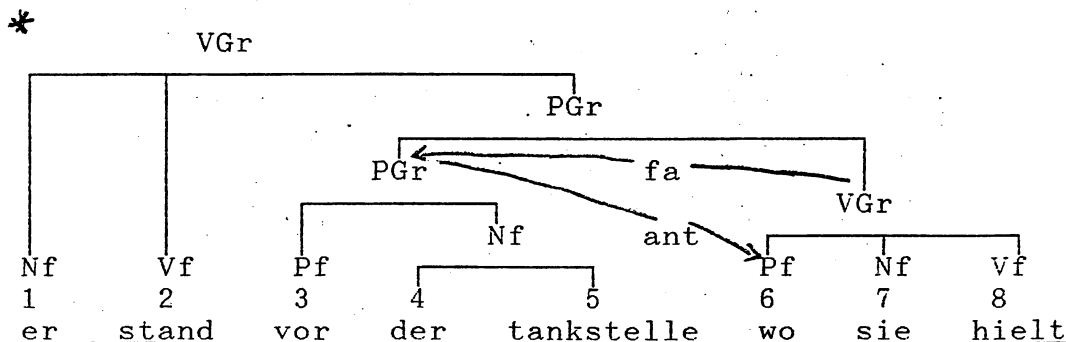 *
VGr
PGr
PGr fa
VGr
Nf ant
Nf Vf Pf Pf Nf Vf
1 2 3 4 5 6 7 8
er stand vor der tankstelle wo sie hielt